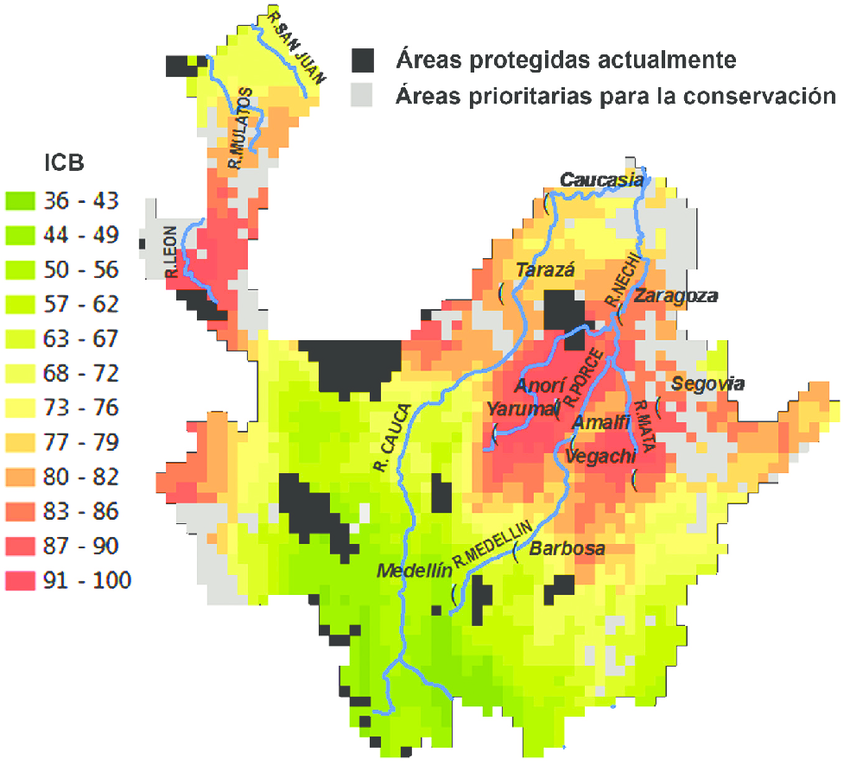 R.SAN JUAN
Áreas protegidas actualmente
Áreas prioritarias para la conservación
R.MULATOS
ICB
36 - 43
44 - 49
50 - 56
57 - 62
63 - 67
68 - 72
73 - 76
77 - 79
80 - 82
83 - 86
87 - 90
91 - 100
R.LEON
Caucasia
Tarazá
R.NECHI
Zaragoza
Anorí
R.PORCE
Segovia
Yarumal
R. CAUCA
Amalfi
R.MATA
Vegachi
R.MEDELLIN
Barbosa
Medellín